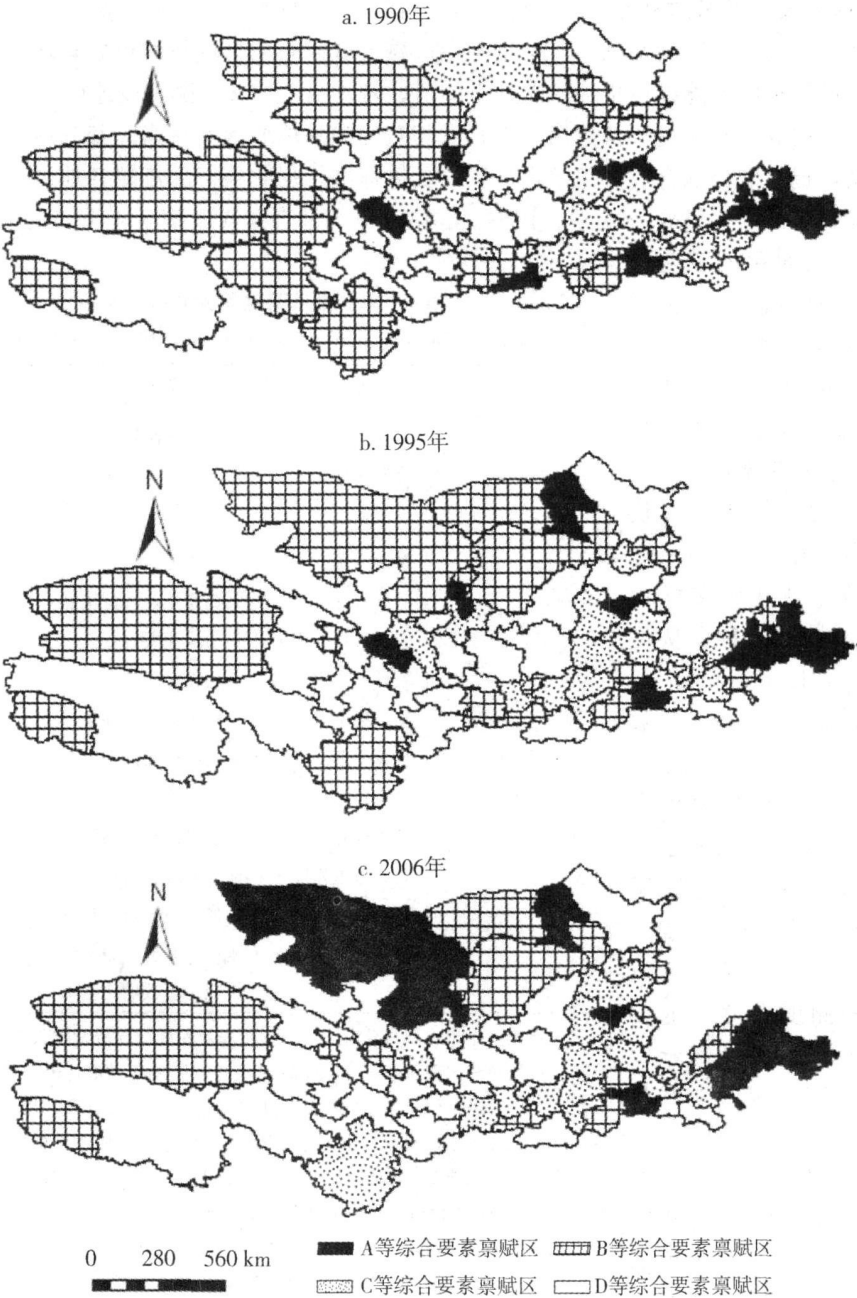 a. 1990年
N
b. 1995年
N
c. 2006年
N
0 280 560 km
A等综合要素禀赋区 B等综合要素禀赋区
C等综合要素禀赋区 D等综合要素禀赋区